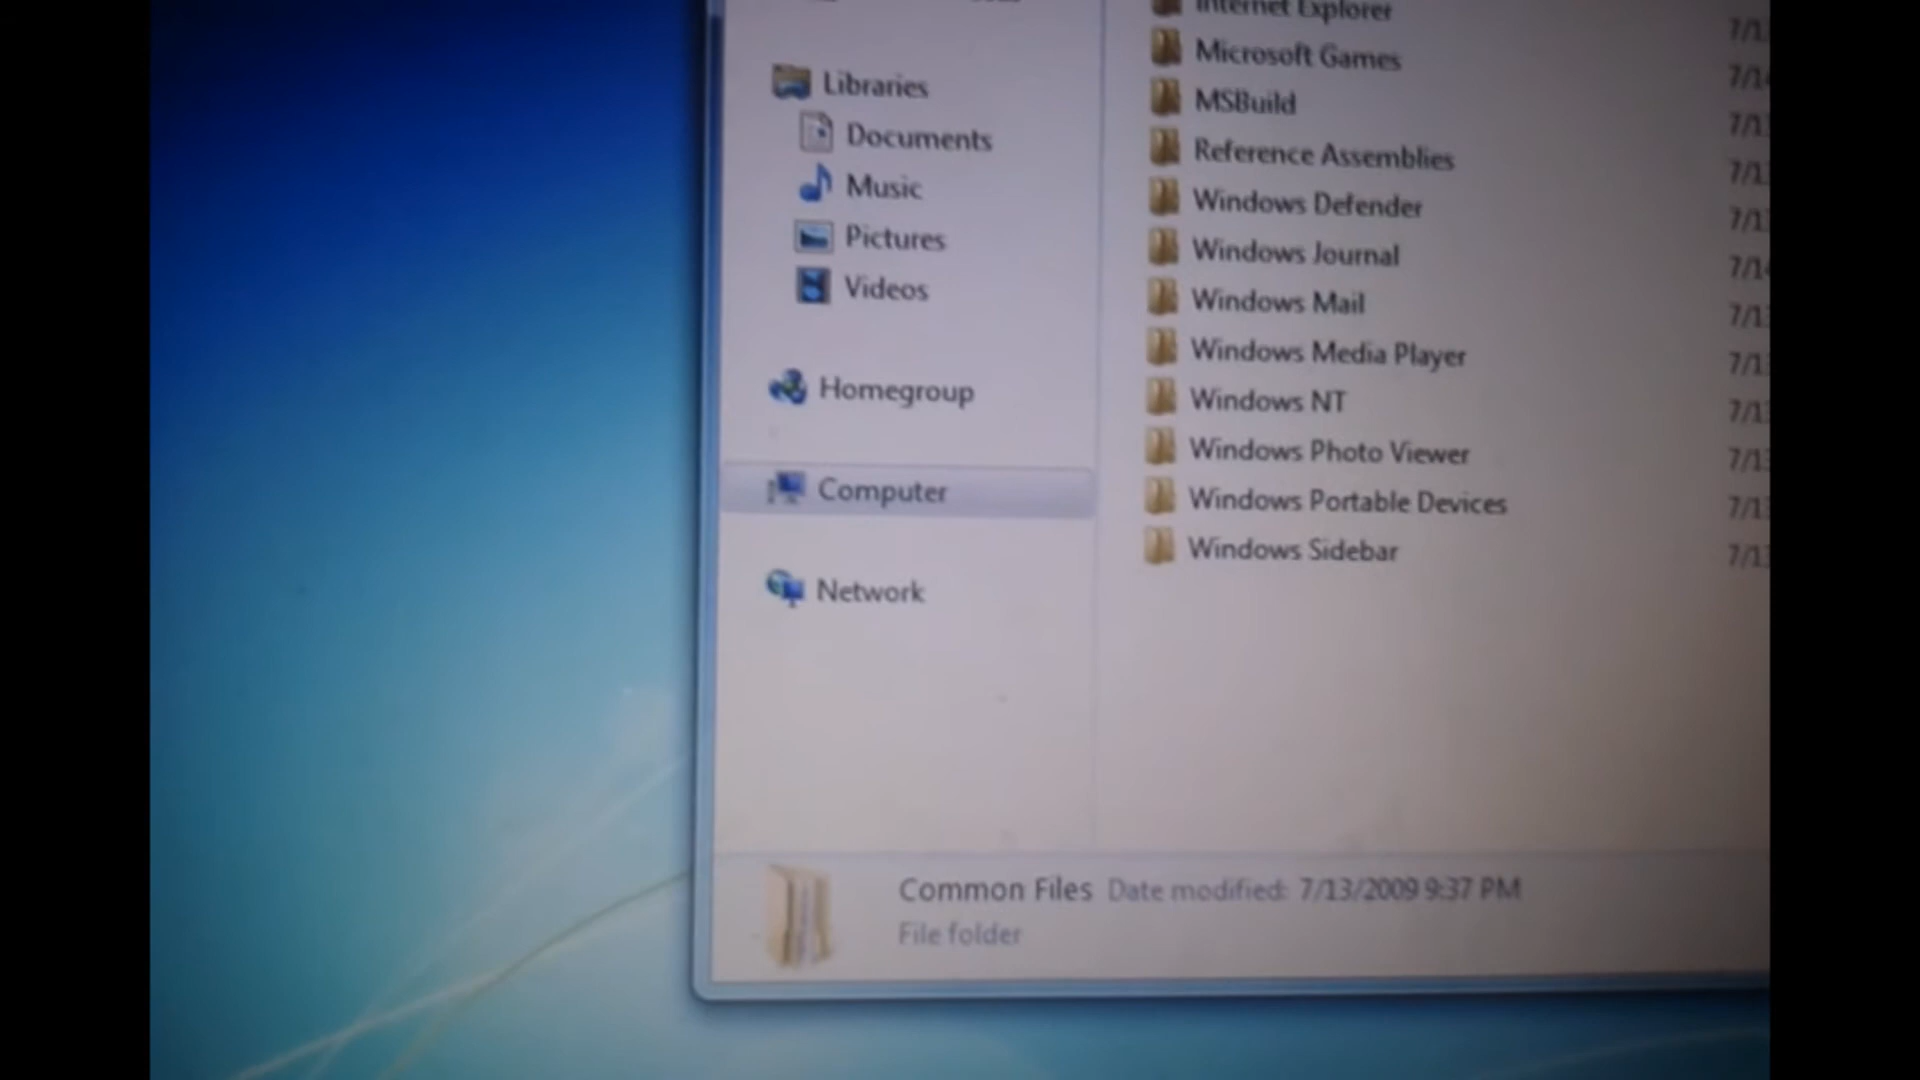 Libraries
Documents
Music
Pictures
Videos
Homegroup
Computer
Network
Internet Explorer
Microsoft Games
MSBuild
Reference Assemblies
Windows Defender
Windows Journal
Windows Mail
Windows Media Player
Windows NT
Windows Photo Viewer
Windows Portable Devices
Windows Sidebar
Common Files Date modified: 7/13/2009 9:37 PM
File folder